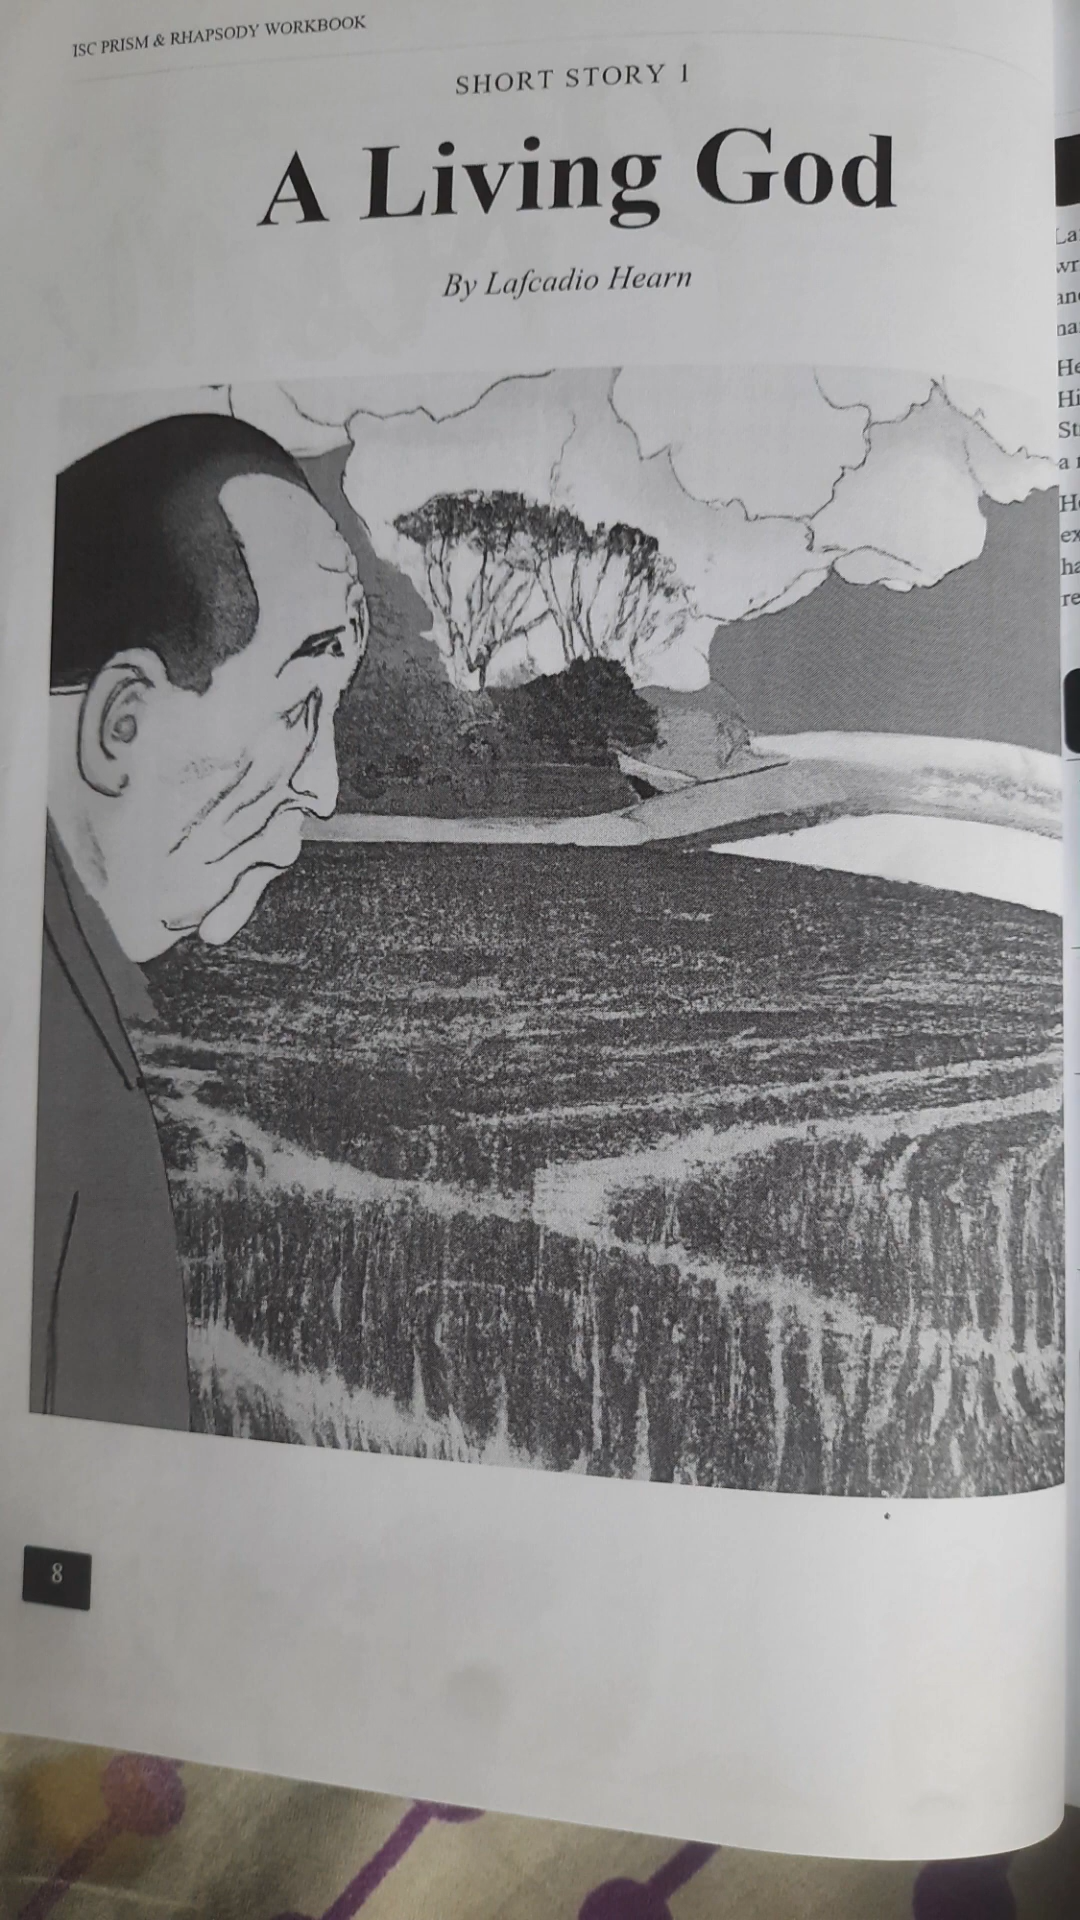 ISC PRISM & RHAPSODY WORKBOOK
SHORT STORY 1
A Living God
By Lafcadio Hearn
8